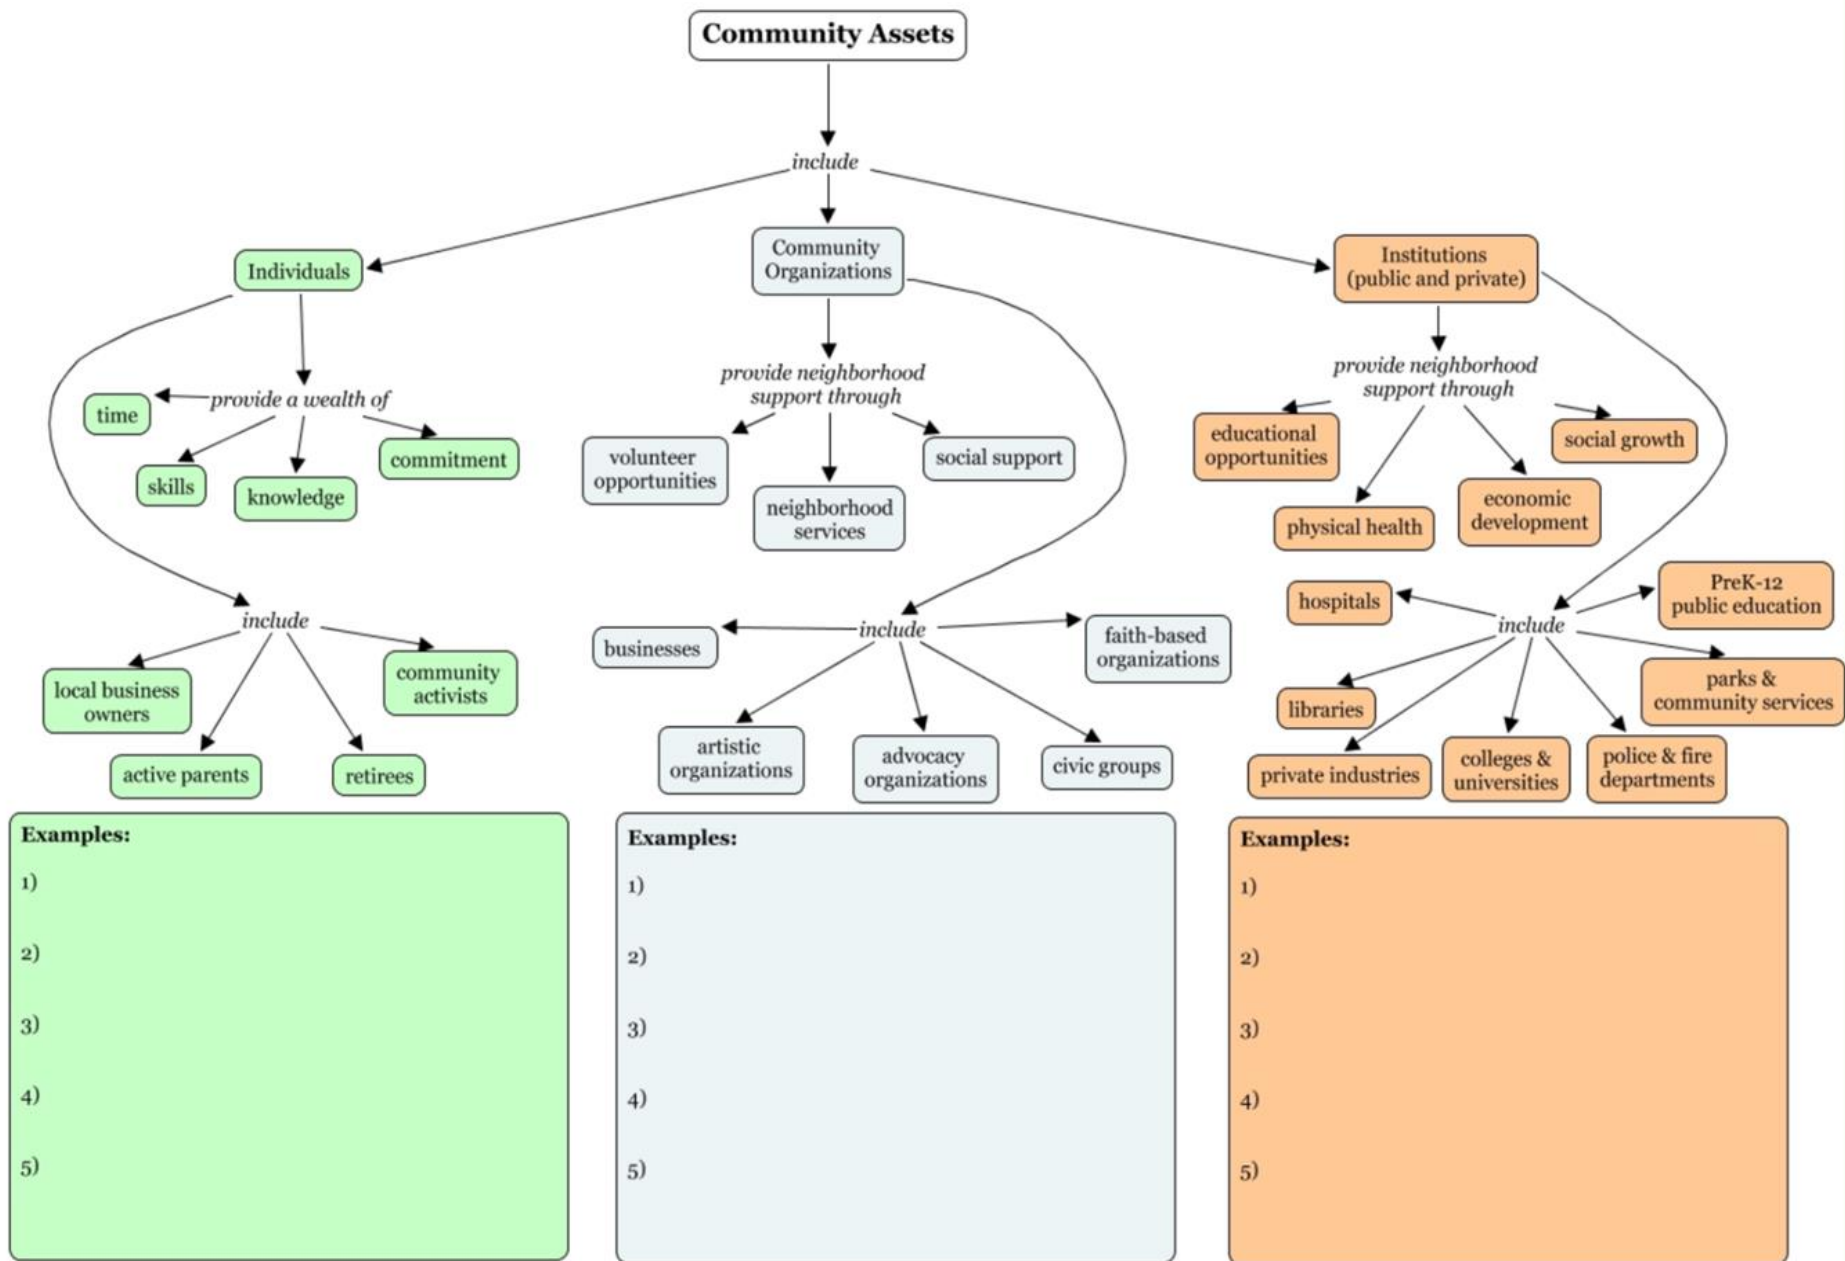 Community Assets
include
Individuals
Community
Organizations
Institutions
(public and private)
provide a wealth of
time
skills
knowledge
commitment
provide neighborhood
support through
volunteer
opportunities
neighborhood
services
social support
provide neighborhood
support through
educational
opportunities
physical health
economic
development
social growth
include
local business
owners
active parents
retirees
community
activists
include
businesses
artistic
organizations
advocacy
organizations
civic groups
faith-based
organizations
include
hospitals
libraries
private industries
colleges &
universities
police & fire
departments
parks &
community services
PreK-12
public education
Examples:
1)
2)
3)
4)
5)
Examples:
1)
2)
3)
4)
5)
Examples:
1)
2)
3)
4)
5)